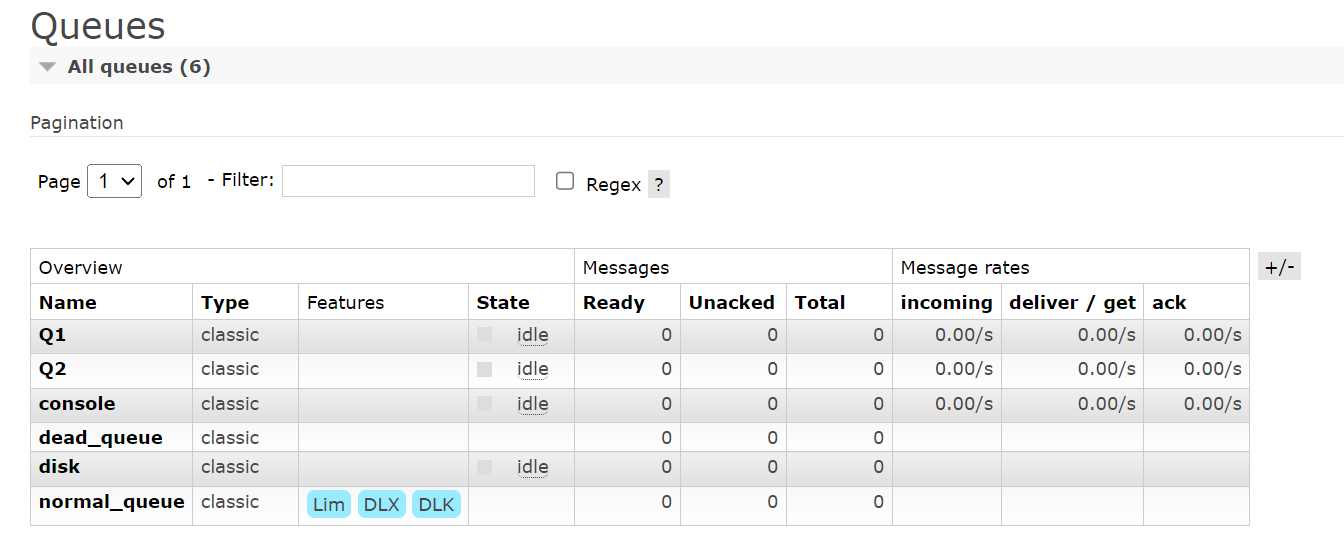 Queues
All queues (6)
Pagination
Page 1 of 1 - Filter: Regex ?
Overview Messages Message rates +/-
Name Type Features State Ready Unacked Total incoming deliver / get ack
Q1 classic idle 0 0 0 0.00/s 0.00/s 0.00/s
Q2 classic idle 0 0 0 0.00/s 0.00/s 0.00/s
console classic idle 0 0 0 0.00/s 0.00/s 0.00/s
dead_queue classic 0 0 0
disk classic idle 0 0 0
normal_queue classic Lim DLX DLK 0 0 0